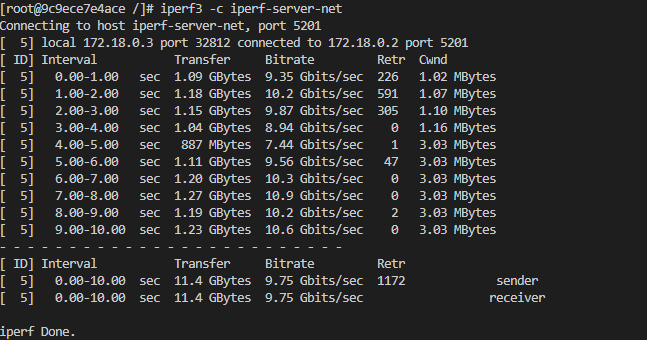 [root@9c9ece7e4ace /]# iperf3 -c iperf-server-net
Connecting to host iperf-server-net, port 5201
[  5] local 172.18.0.3 port 32812 connected to 172.18.0.2 port 5201
[ ID] Interval           Transfer     Bitrate         Retr  Cwnd
[  5]   0.00-1.00   sec  1.09 GBytes  9.35 Gbits/sec  226   1.02 MBytes
[  5]   1.00-2.00   sec  1.18 GBytes  10.2 Gbits/sec  591   1.07 MBytes
[  5]   2.00-3.00   sec  1.15 GBytes  9.87 Gbits/sec  305   1.10 MBytes
[  5]   3.00-4.00   sec  1.04 GBytes  8.94 Gbits/sec    0   1.16 MBytes
[  5]   4.00-5.00   sec   887 MBytes  7.44 Gbits/sec    1   3.03 MBytes
[  5]   5.00-6.00   sec  1.11 GBytes  9.56 Gbits/sec   47   3.03 MBytes
[  5]   6.00-7.00   sec  1.20 GBytes  10.3 Gbits/sec    0   3.03 MBytes
[  5]   7.00-8.00   sec  1.27 GBytes  10.9 Gbits/sec    0   3.03 MBytes
[  5]   8.00-9.00   sec  1.19 GBytes  10.2 Gbits/sec    2   3.03 MBytes
[  5]   9.00-10.00  sec  1.23 GBytes  10.6 Gbits/sec    0   3.03 MBytes
- - - - - - - - - - - - - - - - - - - - - - - - -
[ ID] Interval           Transfer     Bitrate         Retr
[  5]   0.00-10.00  sec  11.4 GBytes  9.75 Gbits/sec  1172             sender
[  5]   0.00-10.00  sec  11.4 GBytes  9.75 Gbits/sec                  receiver
iperf Done.